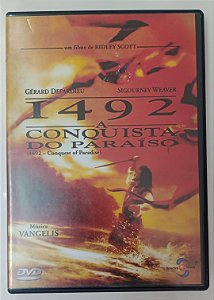 um filme de RIDLEY SCOTT
GÉRARD DEPARDIEU SIGOURNEY WEAVER
1492
A
CONQUISTA
DO PARAÍSO
(1492 - Conquest of Paradise)
Música
VANGELIS
DVD